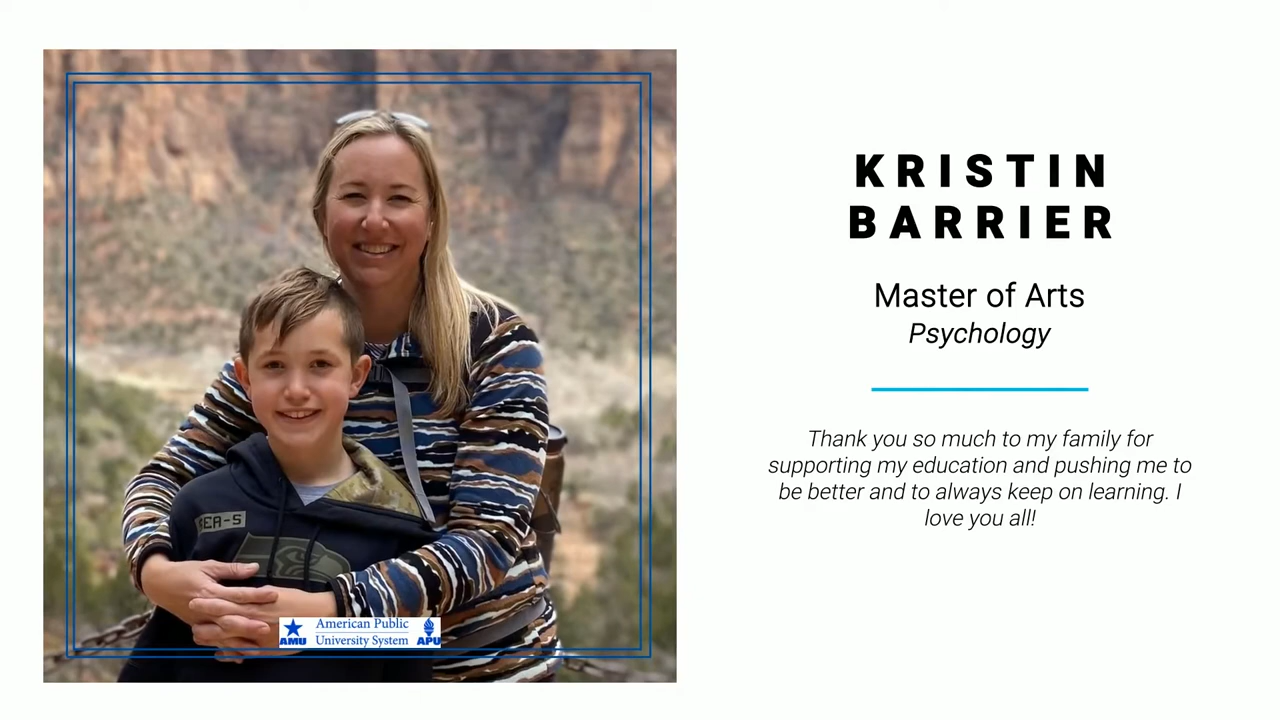 KRISTIN
BARRIER
Master of Arts
Psychology
Thank you so much to my family for
supporting my education and pushing me to
be better and to always keep on learning. I
love you all!
SEA-S
AMU
American Public
University System
APU